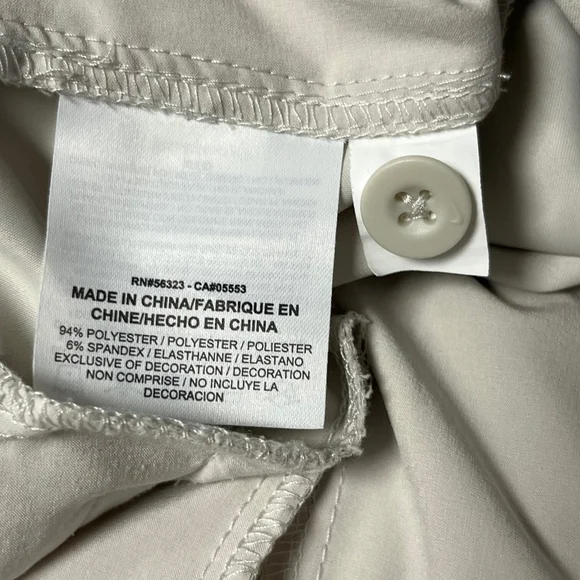 RN#56323 - CA#05553
MADE IN CHINA/FABRIQUE EN
CHINE/HECHO EN CHINA
94% POLYESTER / POLYESTER / POLIESTER
6% SPANDEX / ELASTHANNE / ELASTANO
EXCLUSIVE OF DECORATION / DECORATION
NON COMPRISE / NO INCLUYE LA
DECORACION